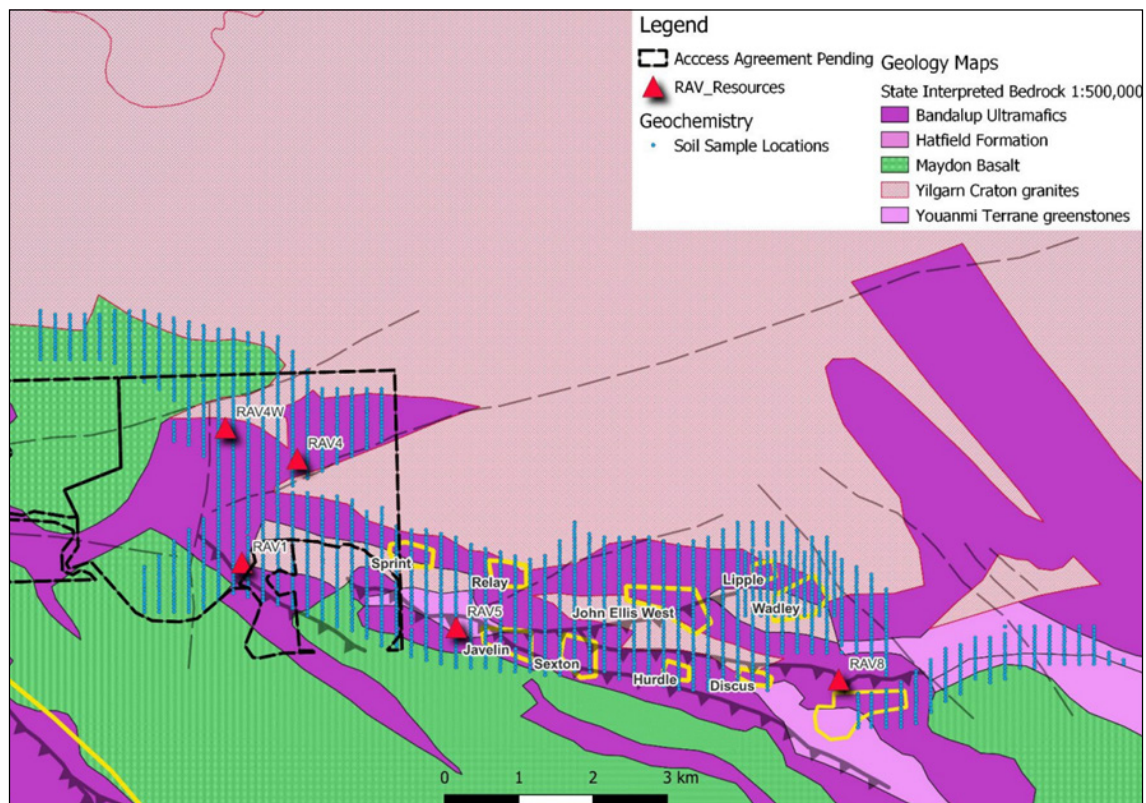 Legend
Acccess Agreement Pending
RAV_Resources
Geochemistry
Soil Sample Locations
Geology Maps
State Interpreted Bedrock 1:500,000
Bandalup Ultramafics
Hatfield Formation
Maydon Basalt
Yilgarn Craton granites
Youanmi Terrane greenstones
RAV4W
RAV4
RAV1
Sprint
Relay
Lipple
John Ellis West
Wadley
RAV5
Javelin
Sexton
Hurdle
Discus
RAV8
0 1 2 3 km